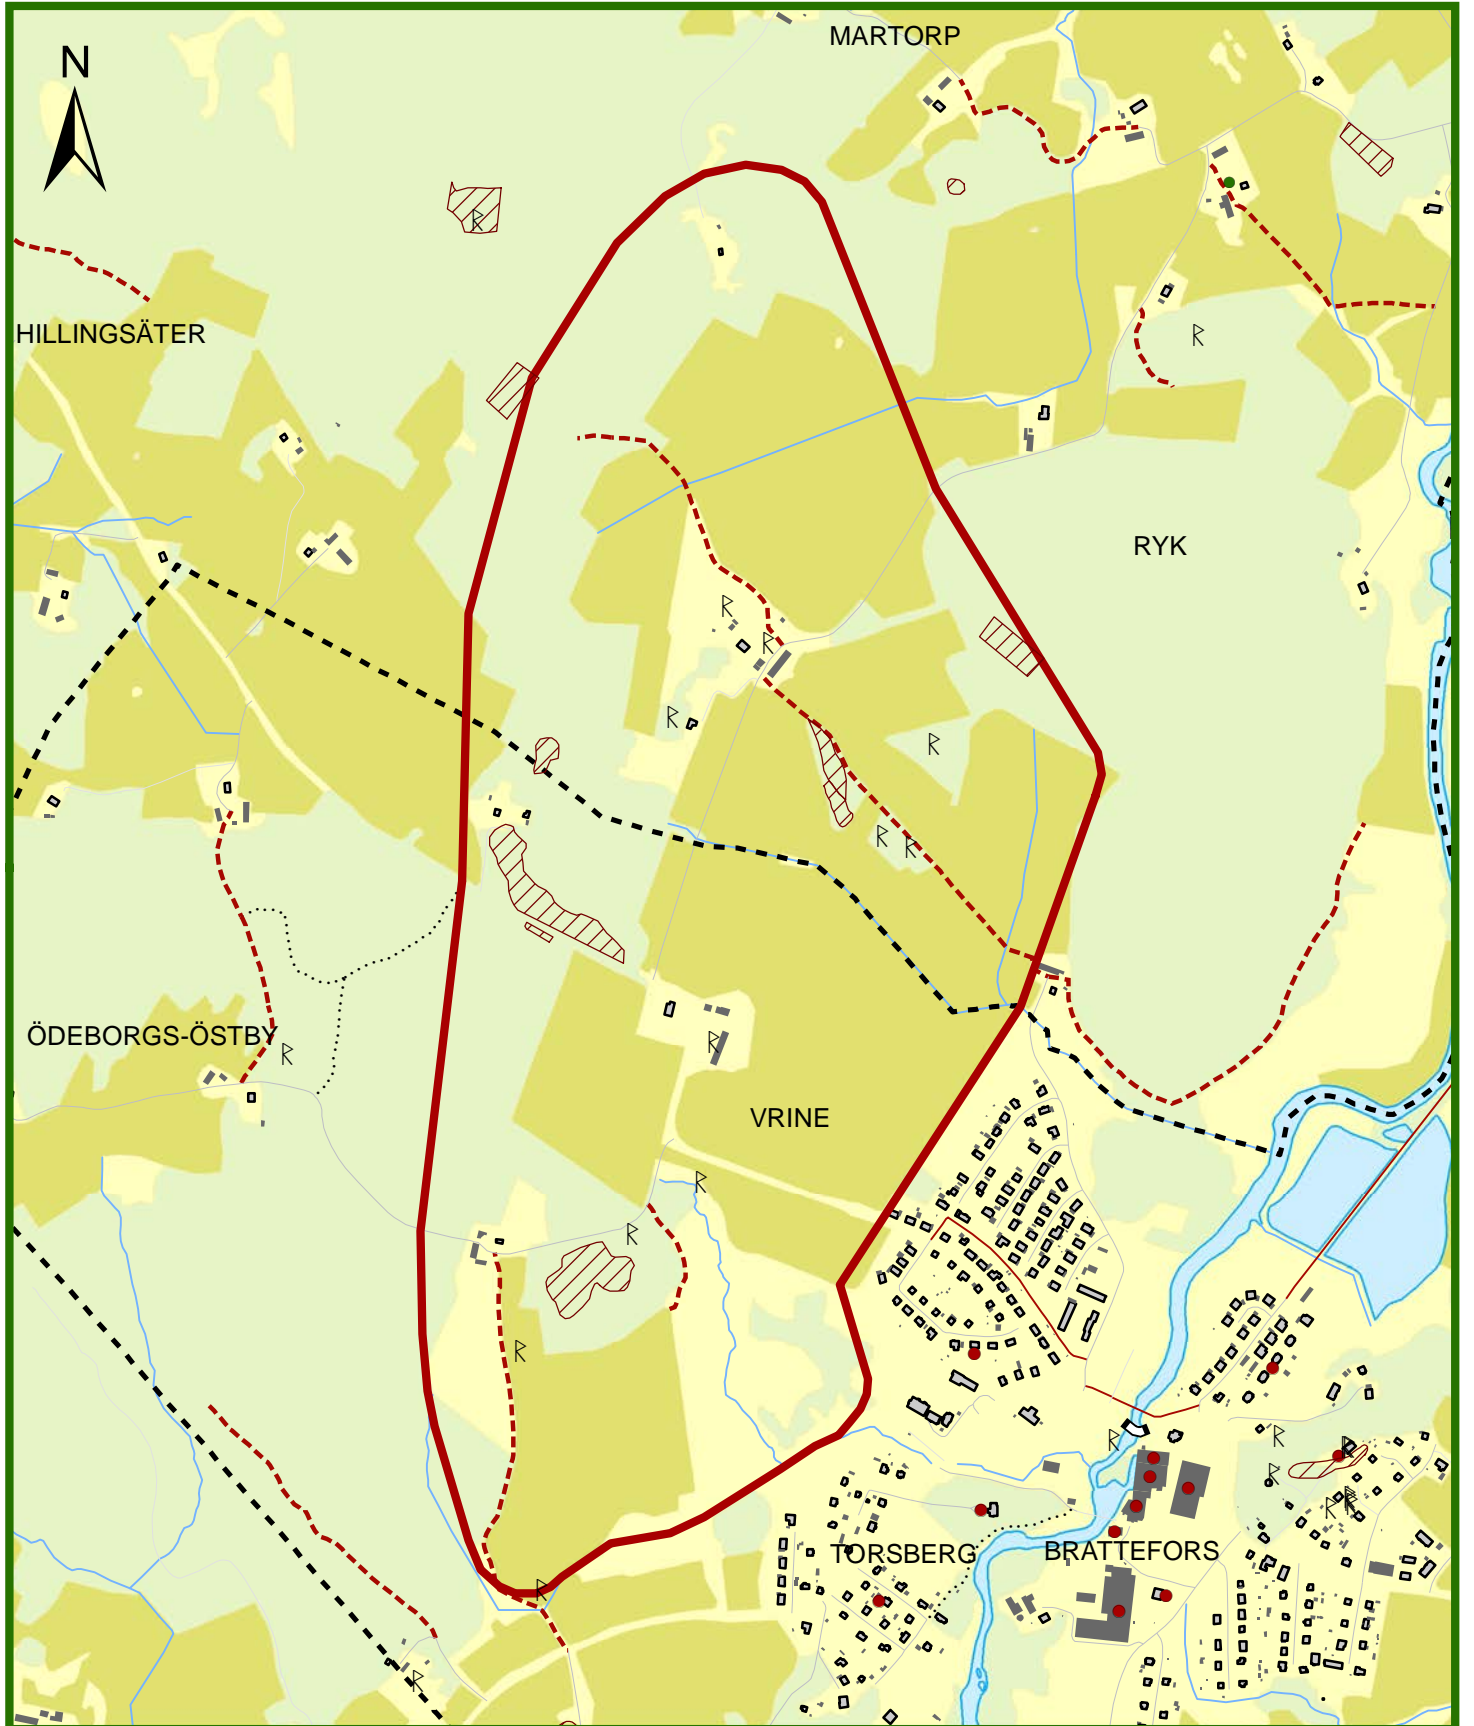 MARTORP
N
HILLINGSÄTER
RYK
ÖDEBORGS-ÖSTBY
VRINE
TORSBERG
BRATTEFORS